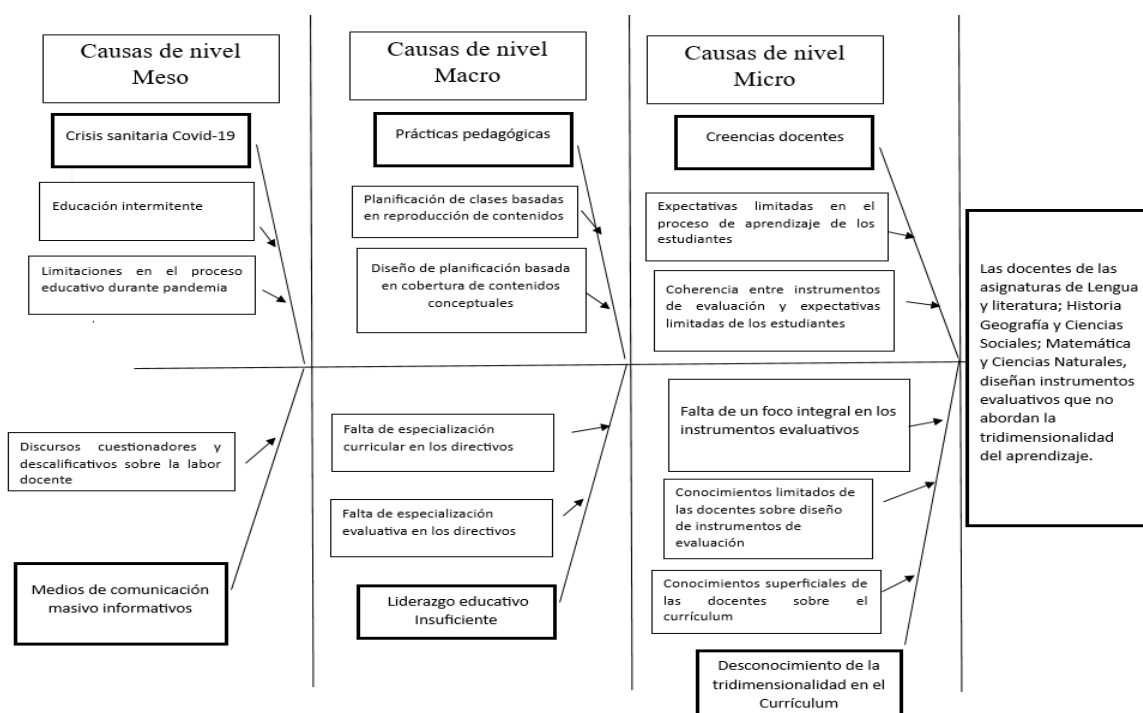 Causas de nivel
Meso
Crisis sanitaria Covid-19
Educación intermitente
Limitaciones en el proceso
educativo durante pandemia
Discursos cuestionadores y
descalificativos sobre la labor
docente
Medios de comunicación
masivo informativos
Causas de nivel
Macro
Prácticas pedagógicas
Planificación de clases basadas
en reproducción de contenidos
Diseño de planificación basada
en cobertura de contenidos
conceptuales
Falta de especialización
curricular en los directivos
Falta de especialización
evaluativa en los directivos
Liderazgo educativo
Insuficiente
Causas de nivel
Micro
Creencias docentes
Expectativas limitadas en el
proceso de aprendizaje de los
estudiantes
Coherencia entre instrumentos
de evaluación y expectativas
limitadas de los estudiantes
Falta de un foco integral en los
instrumentos evaluativos
Conocimientos limitados de
las docentes sobre diseño
de instrumentos de
evaluación
Conocimientos superficiales de
las docentes sobre el
currículum
Desconocimiento de la
tridimensionalidad en el
Currículum
Las docentes de las
asignaturas de Lengua
y literatura; Historia
Geografía y Ciencias
Sociales; Matemática
y Ciencias Naturales,
diseñan instrumentos
evaluativos que no
abordan la
tridimensionalidad
del aprendizaje.